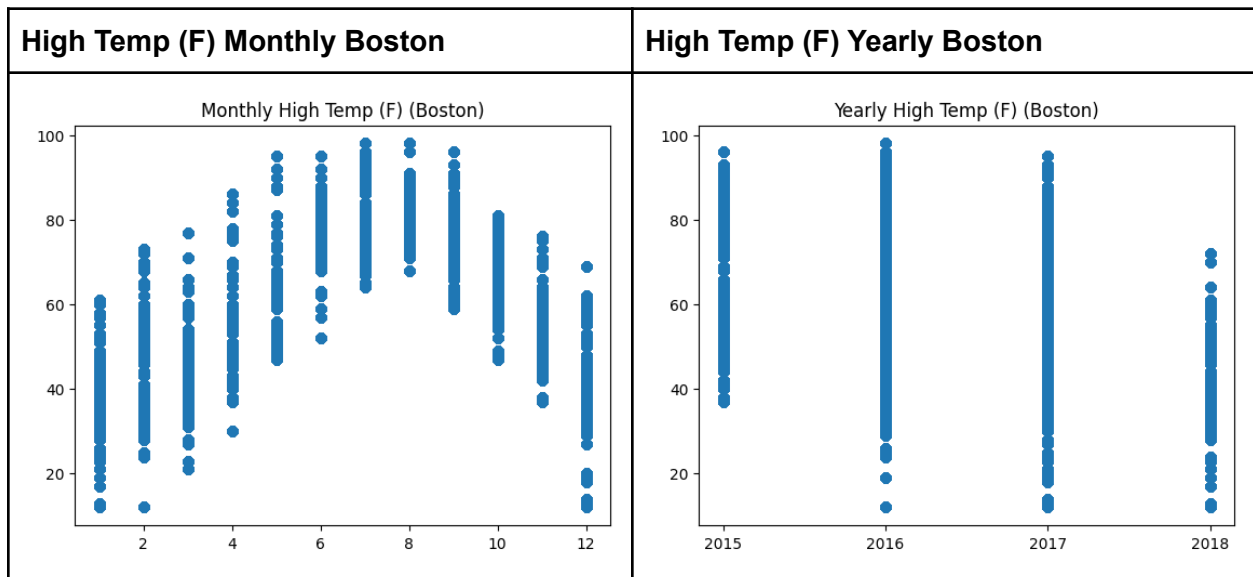 High Temp (F) Monthly Boston
High Temp (F) Yearly Boston
Monthly High Temp (F) (Boston)
100
80
60
40
20
2 4 6 8 10 12
Yearly High Temp (F) (Boston)
100
80
60
40
20
2015 2016 2017 2018